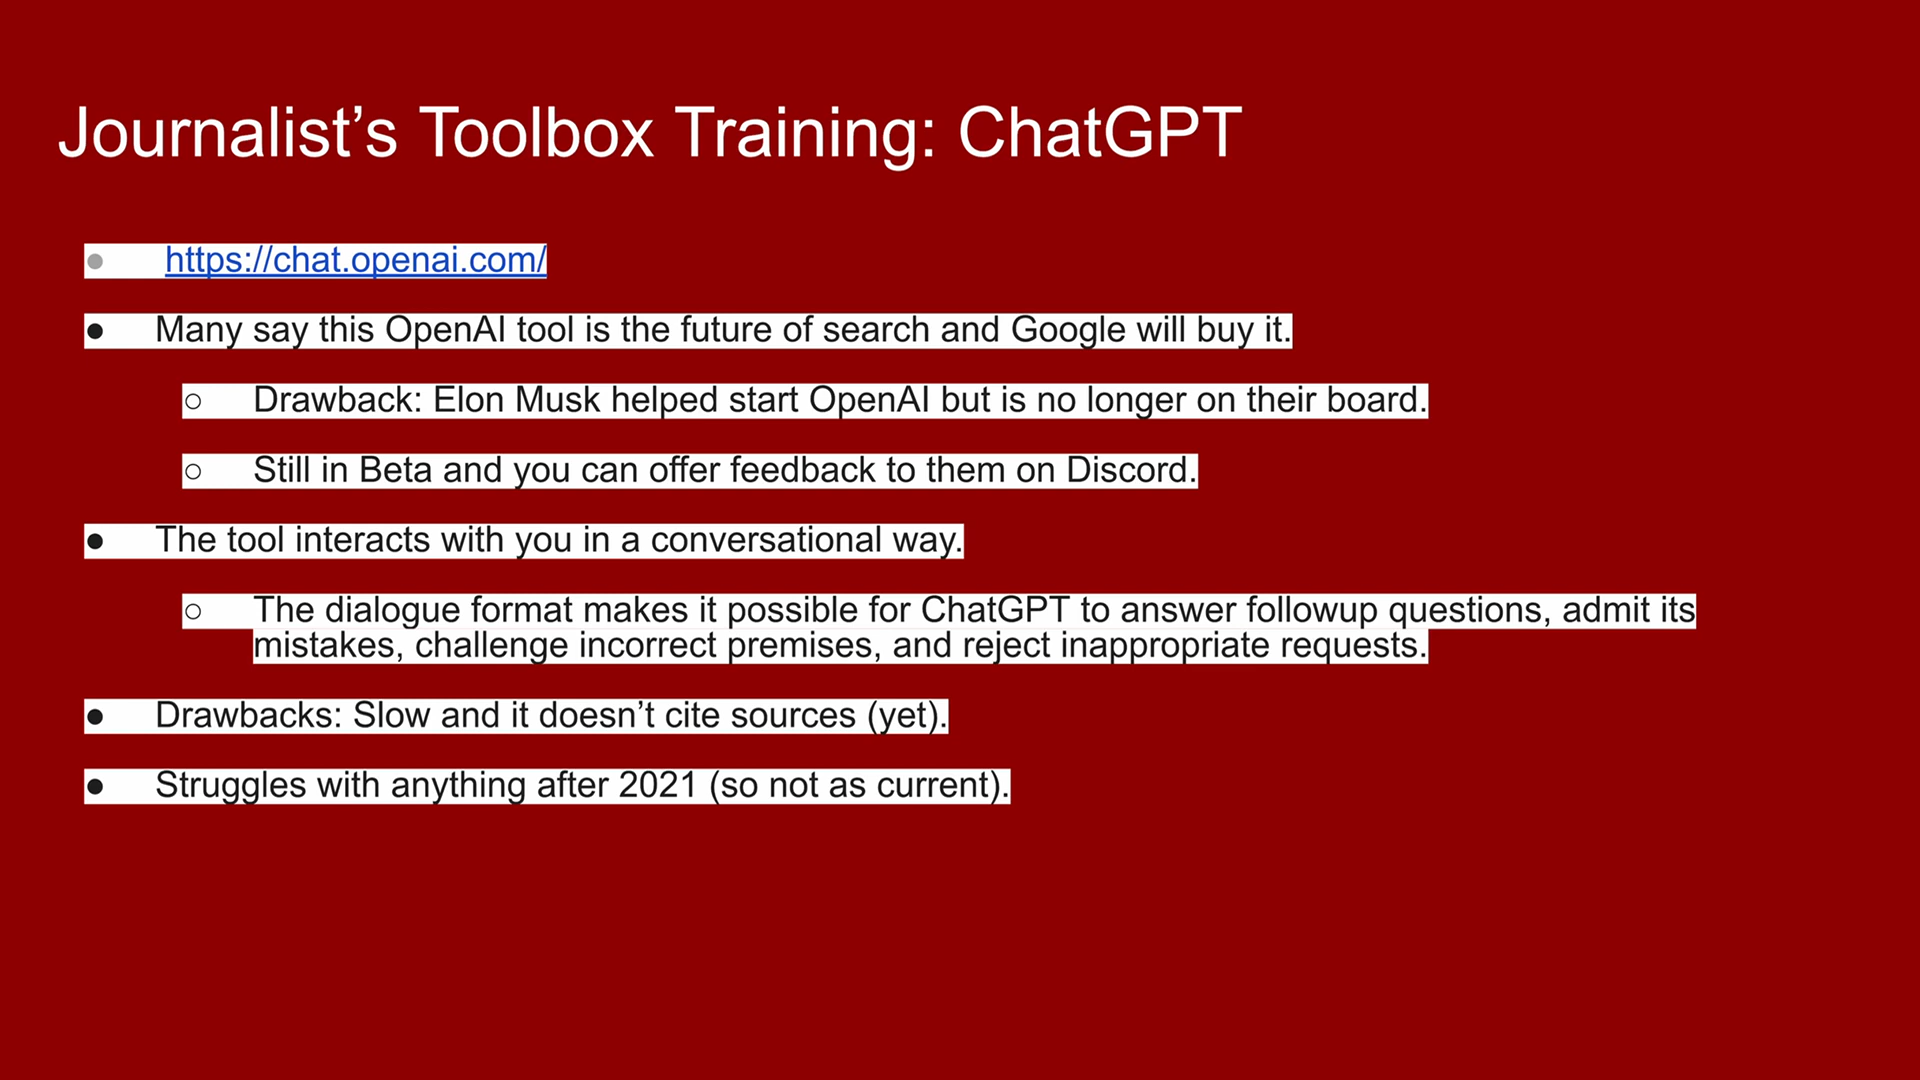 Journalist’s Toolbox Training: ChatGPT
● https://chat.openai.com/
● Many say this OpenAI tool is the future of search and Google will buy it.
○ Drawback: Elon Musk helped start OpenAI but is no longer on their board.
○ Still in Beta and you can offer feedback to them on Discord.
● The tool interacts with you in a conversational way.
○ The dialogue format makes it possible for ChatGPT to answer followup questions, admit its
mistakes, challenge incorrect premises, and reject inappropriate requests.
● Drawbacks: Slow and it doesn’t cite sources (yet).
● Struggles with anything after 2021 (so not as current).